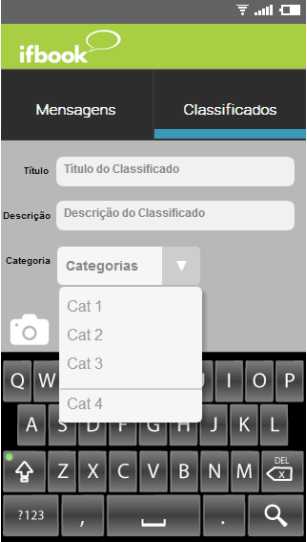 ifbook
Mensagens Classificados
Título Título do Classificado
Descrição Descrição do Classificado
Categoria Categorias
Cat 1
Cat 2
Cat 3
Cat 4
Q W I O P
A S D F G H J K L
Z X C V B N M DEL
?123 , .